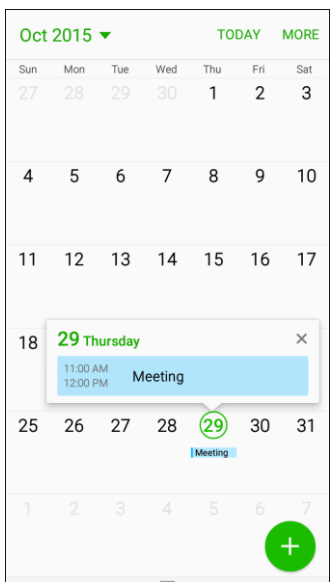 Oct 2015 TODAY MORE
Sun Mon Tue Wed Thu Fri Sat
27 28 29 30 1 2 3
4 5 6 7 8 9 10
11 12 13 14 15 16 17
18 29 Thursday
11:00 AM
12:00 PM Meeting
25 26 27 28 29 30 31
Meeting
1 2 3 4 5 6 7